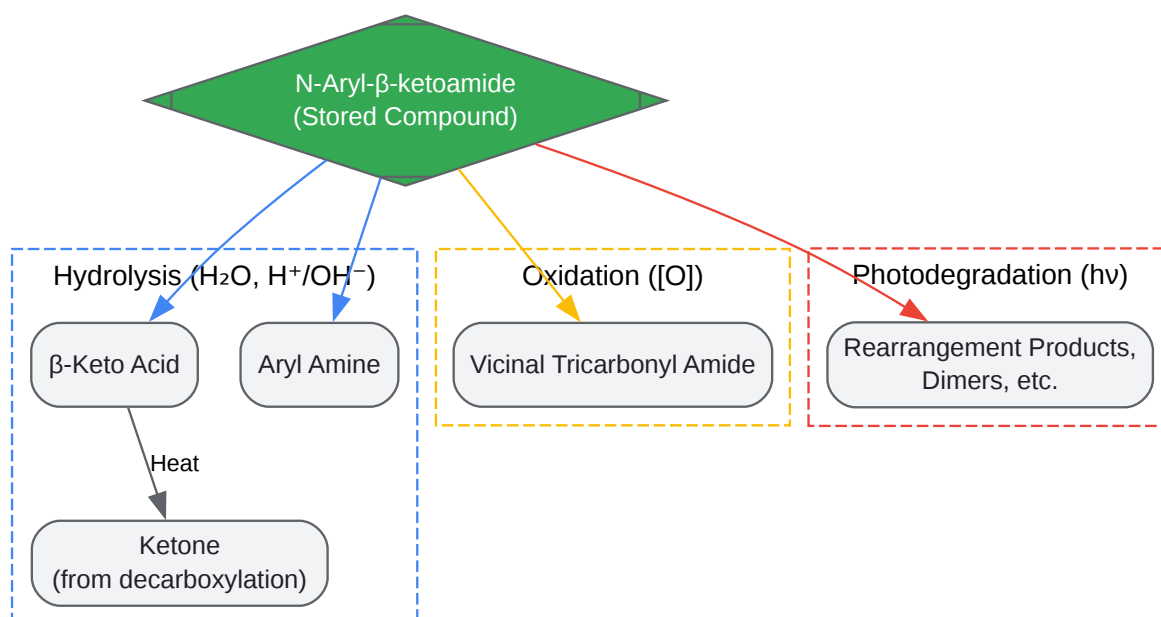 N-Aryl-β-ketoamide
(Stored Compound)
Hydrolysis (H₂O, H⁺/OH⁻)
Oxidation ([O])
Photodegradation (hν)
β-Keto Acid
Aryl Amine
Vicinal Tricarbonyl Amide
Rearrangement Products,
Dimers, etc.
Heat
Ketone
(from decarboxylation)